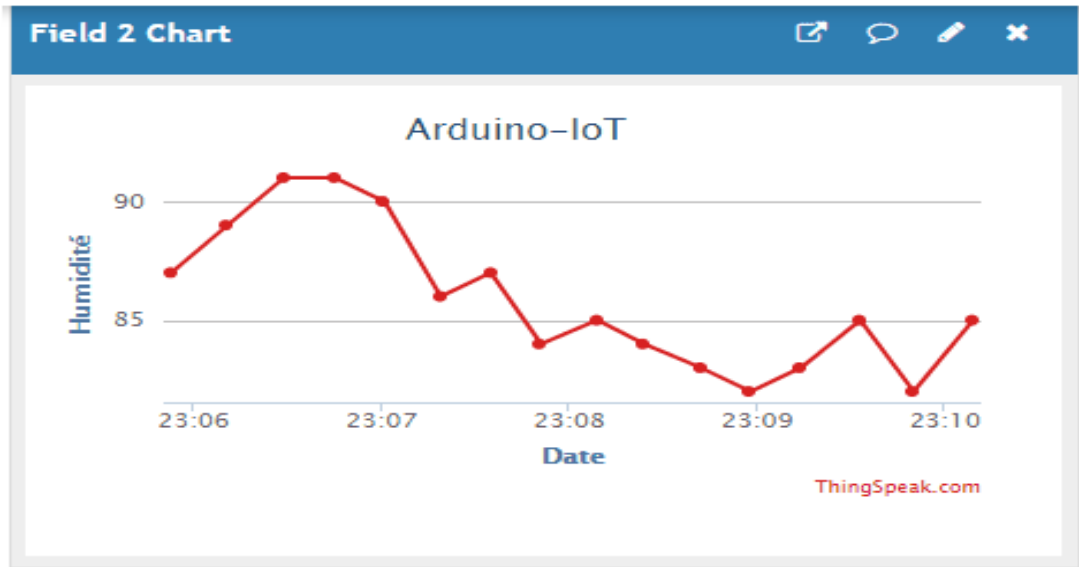 Field 2 Chart
Arduino-IoT
Humidité
90
85
23:06 23:07 23:08 23:09 23:10
Date
ThingSpeak.com